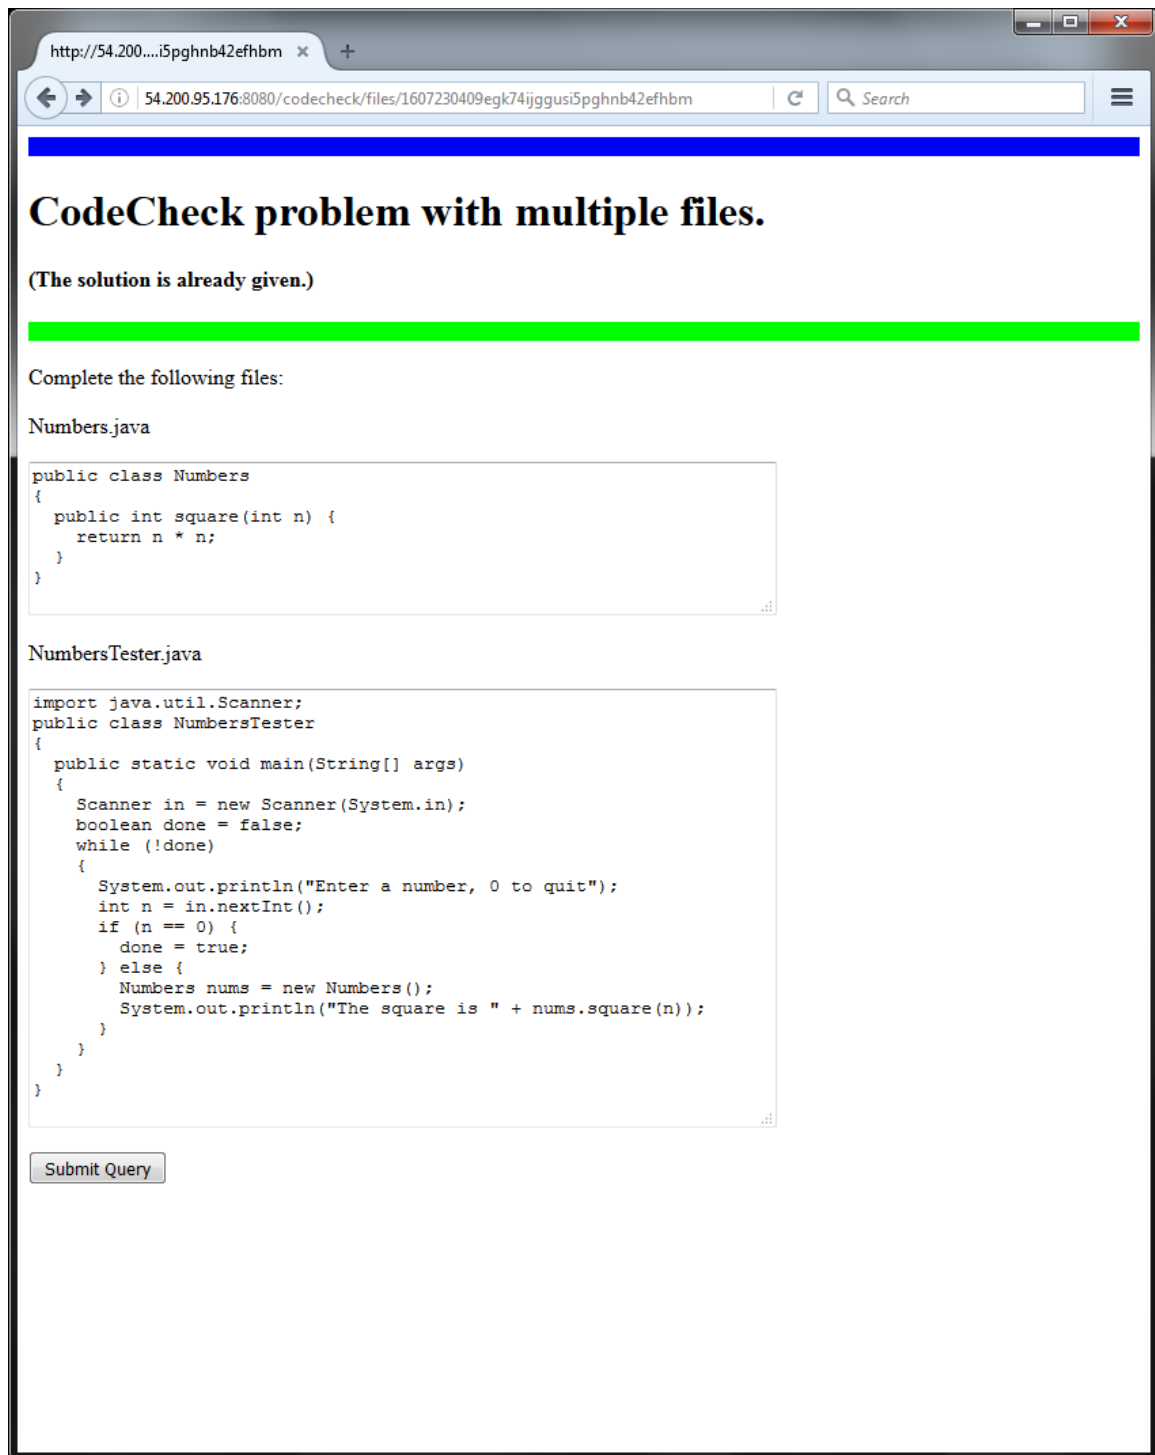 http://54.200....i5pghnb42efhbm
54.200.95.176:8080/codecheck/files/1607230409egk74ijggusi5pghnb42efhbm
Search
CodeCheck problem with multiple files.
(The solution is already given.)
Complete the following files:
Numbers.java
public class Numbers
{
  public int square(int n) {
    return n * n;
  }
}
NumbersTester.java
import java.util.Scanner;
public class NumbersTester
{
  public static void main(String[] args)
  {
    Scanner in = new Scanner(System.in);
    boolean done = false;
    while (!done)
    {
      System.out.println("Enter a number, 0 to quit");
      int n = in.nextInt();
      if (n == 0) {
        done = true;
      } else {
        Numbers nums = new Numbers();
        System.out.println("The square is " + nums.square(n));
      }
    }
  }
}
Submit Query